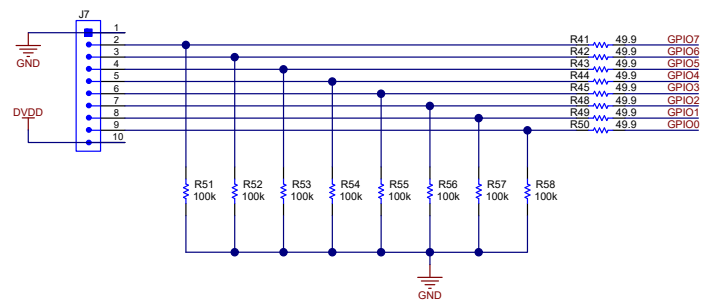 J7
1
2 R41 49.9 GPIO7
3 R42 49.9 GPIO6
4 R43 49.9 GPIO5
5 R44 49.9 GPIO4
6 R45 49.9 GPIO3
7 R48 49.9 GPIO2
8 R49 49.9 GPIO1
9 R50 49.9 GPIO0
10
GND
DVDD
R51 R52 R53 R54 R55 R56 R57 R58
100k 100k 100k 100k 100k 100k 100k 100k
GND